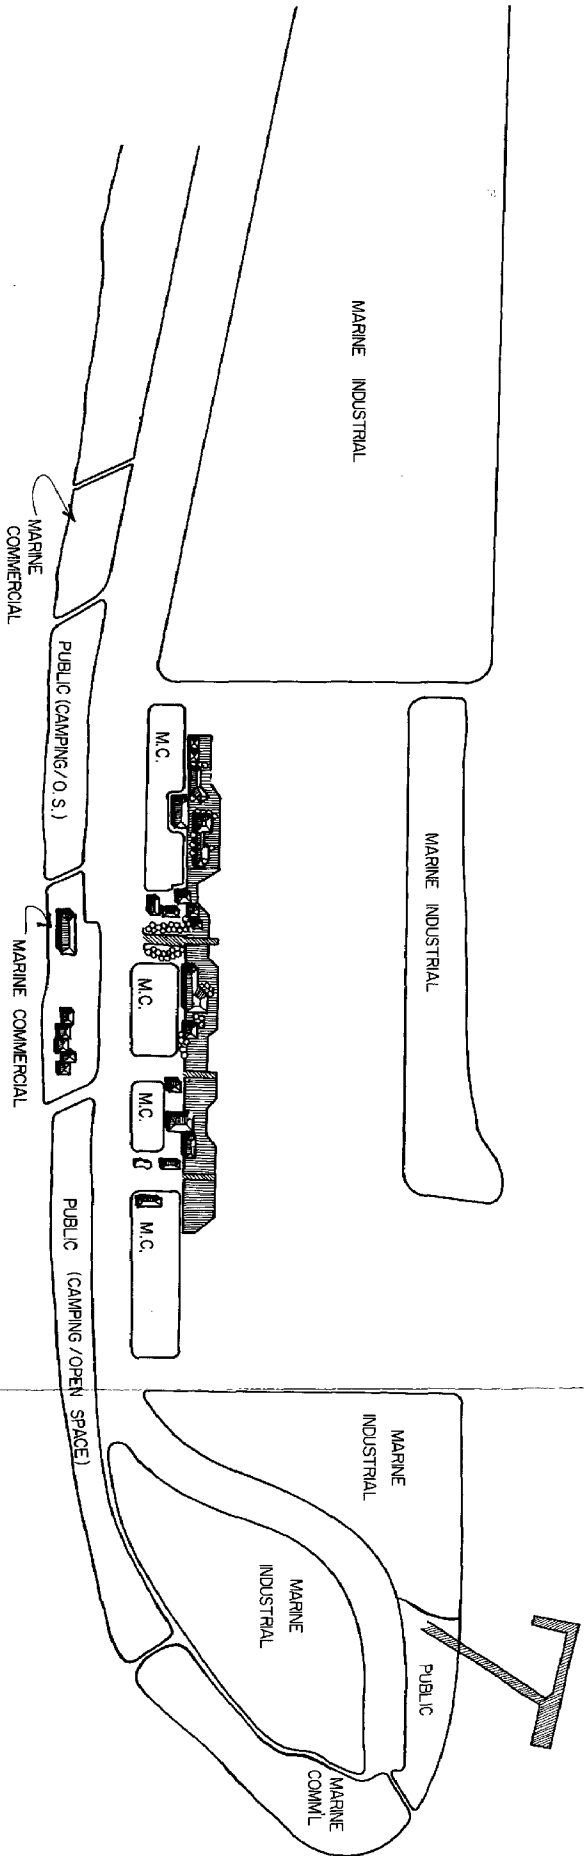 MARINE INDUSTRIAL
MARINE
COMMERCIAL
PUBLIC (CAMPING/O.S.)
M.C.
MARINE INDUSTRIAL
MARINE COMMERCIAL
M.C.
M.C.
PUBLIC (CAMPING/OPEN SPACE)
M.C.
MARINE
INDUSTRIAL
MARINE
INDUSTRIAL
PUBLIC
MARINE
COMM'L